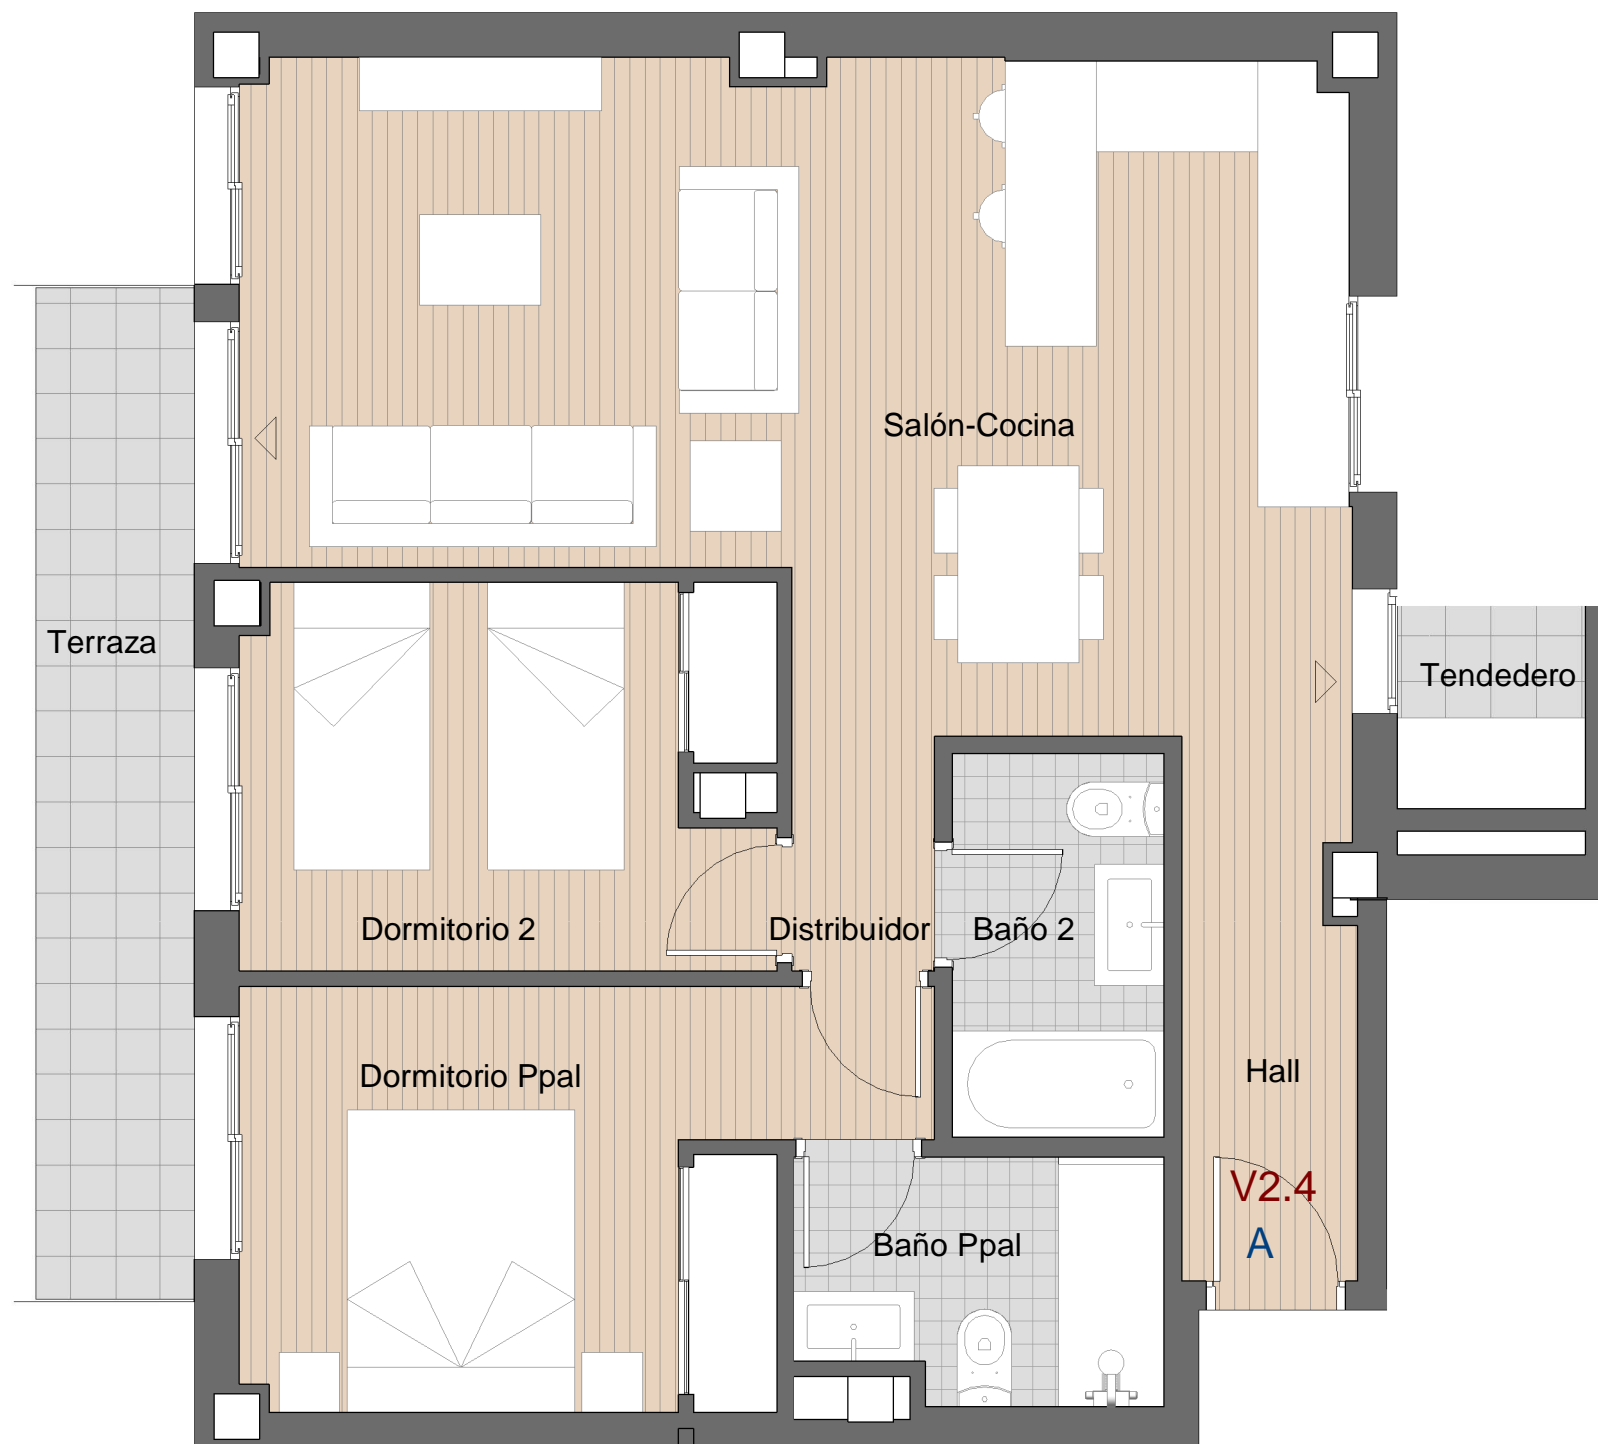 Salón-Cocina
Terraza
Tendedero
Dormitorio 2
Distribuidor
Baño 2
Dormitorio Ppal
Hall
V2.4
A
Baño Ppal